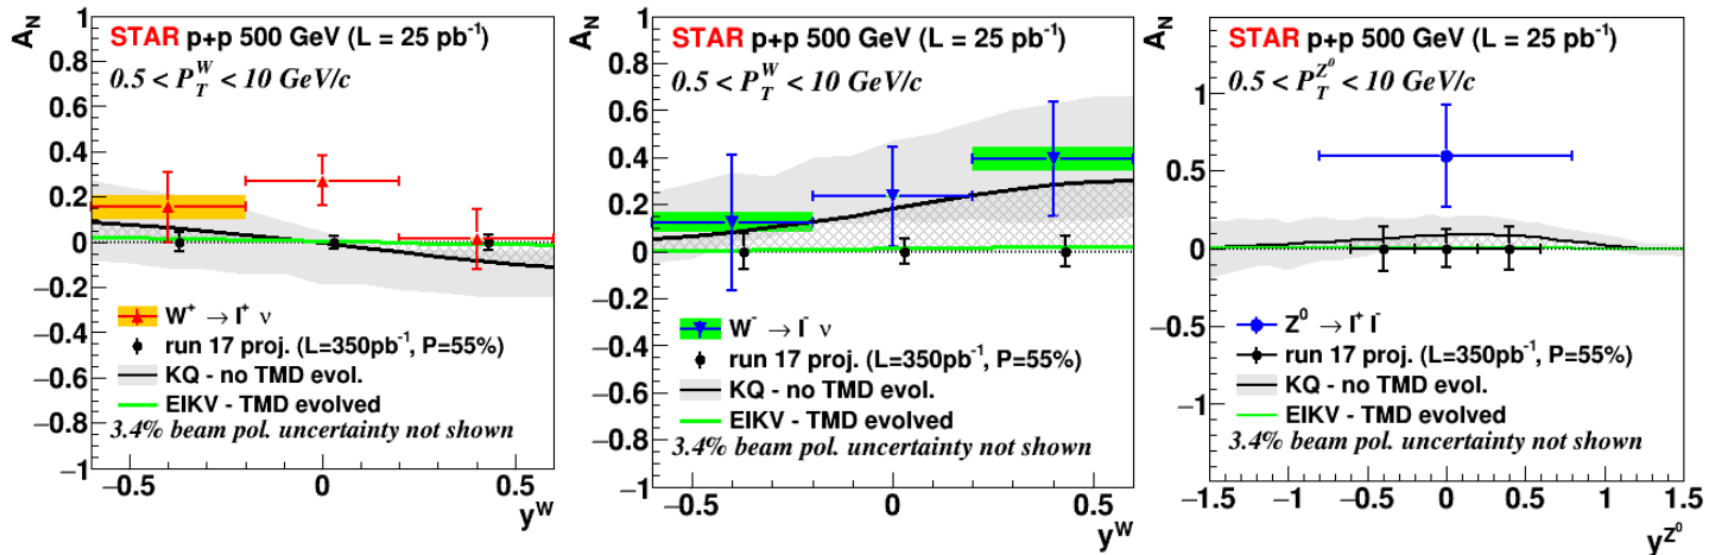 STAR p+p 500 GeV (L = 25 pb⁻¹)
0.5 < P_T^W < 10 GeV/c
A_N
1
0.8
0.6
0.4
0.2
0
−0.2
−0.4
−0.6
−0.8
−1
W⁺ → l⁺ ν
run 17 proj. (L=350pb⁻¹, P=55%)
KQ - no TMD evol.
EIKV - TMD evolved
3.4% beam pol. uncertainty not shown
−0.5 0 0.5
y^W
STAR p+p 500 GeV (L = 25 pb⁻¹)
0.5 < P_T^W < 10 GeV/c
A_N
1
0.8
0.6
0.4
0.2
0
−0.2
−0.4
−0.6
−0.8
−1
W⁻ → l⁻ ν
run 17 proj. (L=350pb⁻¹, P=55%)
KQ - no TMD evol.
EIKV - TMD evolved
3.4% beam pol. uncertainty not shown
−0.5 0 0.5
y^W
STAR p+p 500 GeV (L = 25 pb⁻¹)
0.5 < P_T^{Z⁰} < 10 GeV/c
A_N
1
0.5
0
−0.5
−1
Z⁰ → l⁺ l⁻
run 17 proj. (L=350pb⁻¹, P=55%)
KQ - no TMD evol.
EIKV - TMD evolved
3.4% beam pol. uncertainty not shown
−1.5 −1 −0.5 0 0.5 1 1.5
y^{Z⁰}